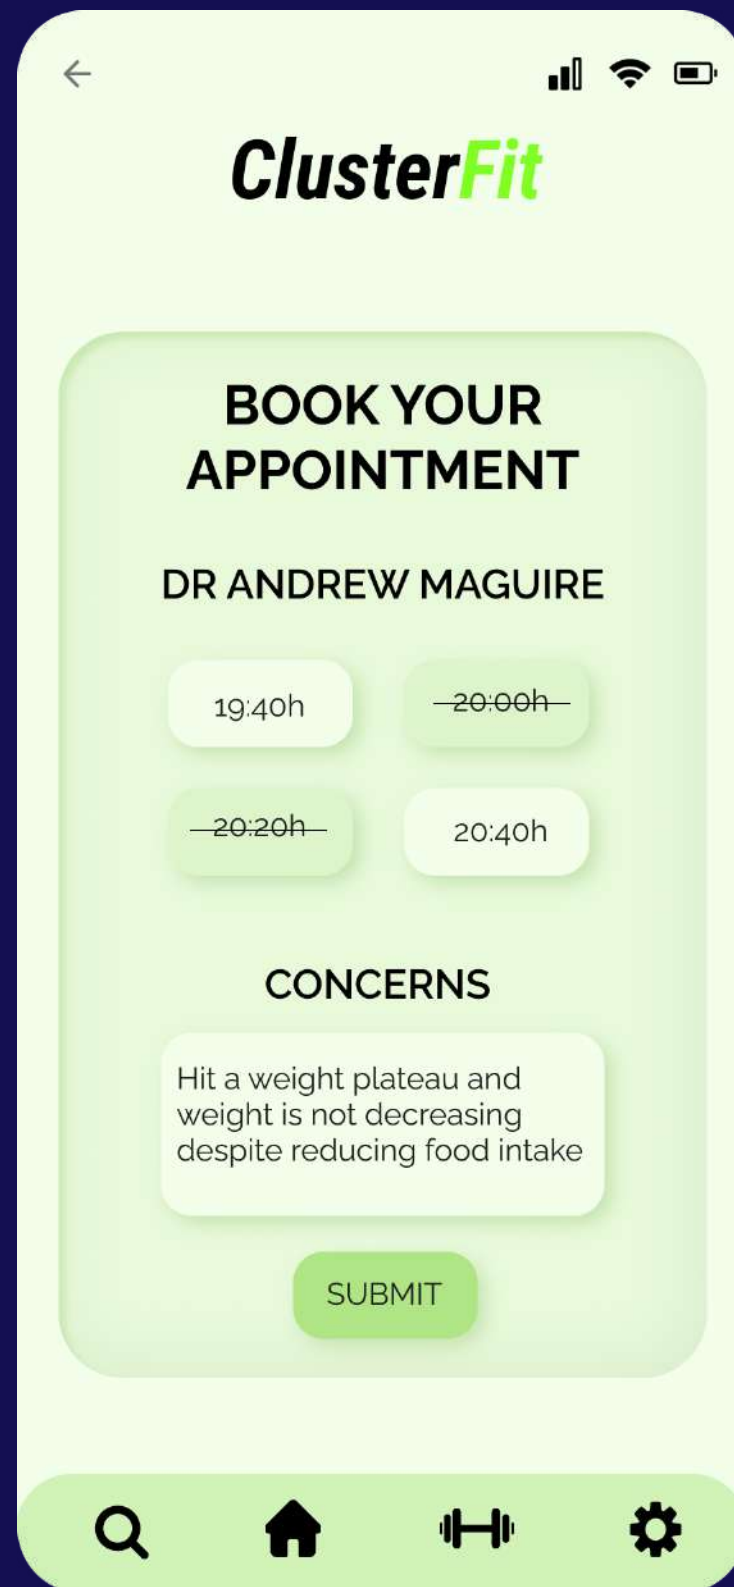 ClusterFit
BOOK YOUR
APPOINTMENT
DR ANDREW MAGUIRE
19:40h
20:00h
20:20h
20:40h
CONCERNS
Hit a weight plateau and
weight is not decreasing
despite reducing food intake
SUBMIT